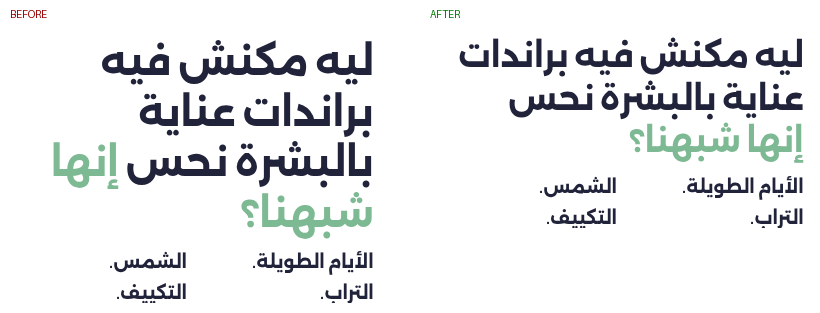 BEFORE
ليه مكنش فيه
براندات عناية
بالبشرة نحس إنها
شبهنا؟
الأيام الطويلة. الشمس.
التراب. التكييف.
AFTER
ليه مكنش فيه براندات
عناية بالبشرة نحس
إنها شبهنا؟
الأيام الطويلة. الشمس.
التراب. التكييف.